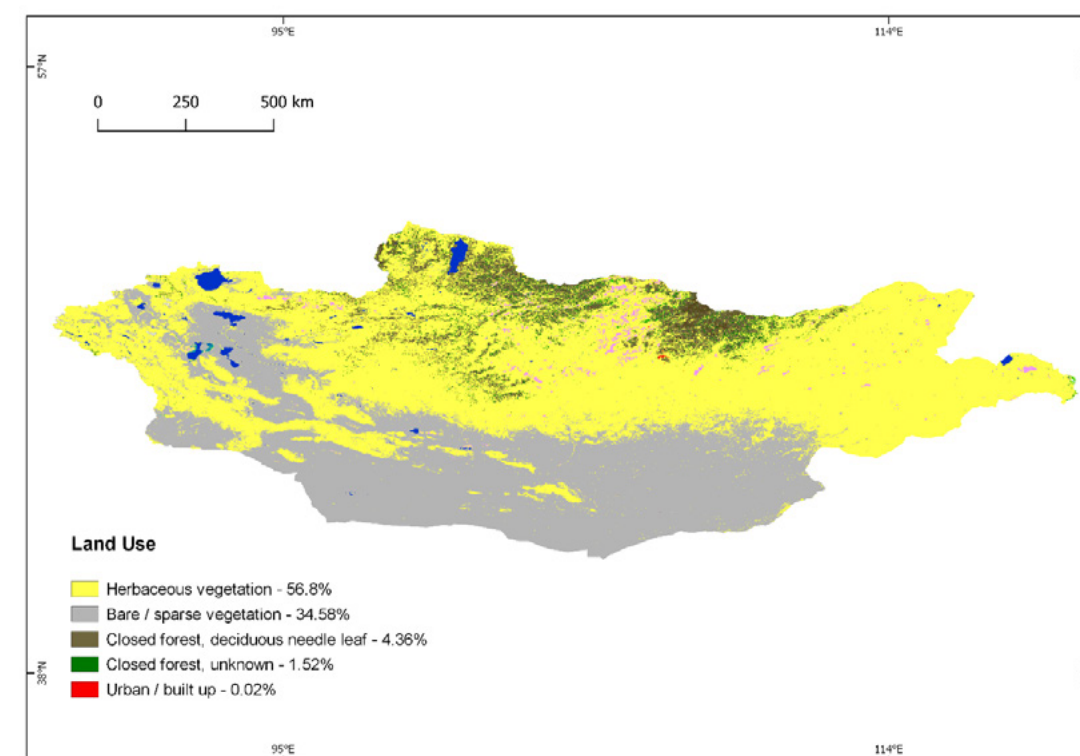 95°E 114°E
57°N
0 250 500 km
Land Use
Herbaceous vegetation - 56.8%
Bare / sparse vegetation - 34.58%
Closed forest, deciduous needle leaf - 4.36%
Closed forest, unknown - 1.52%
Urban / built up - 0.02%
38°N
95°E 114°E